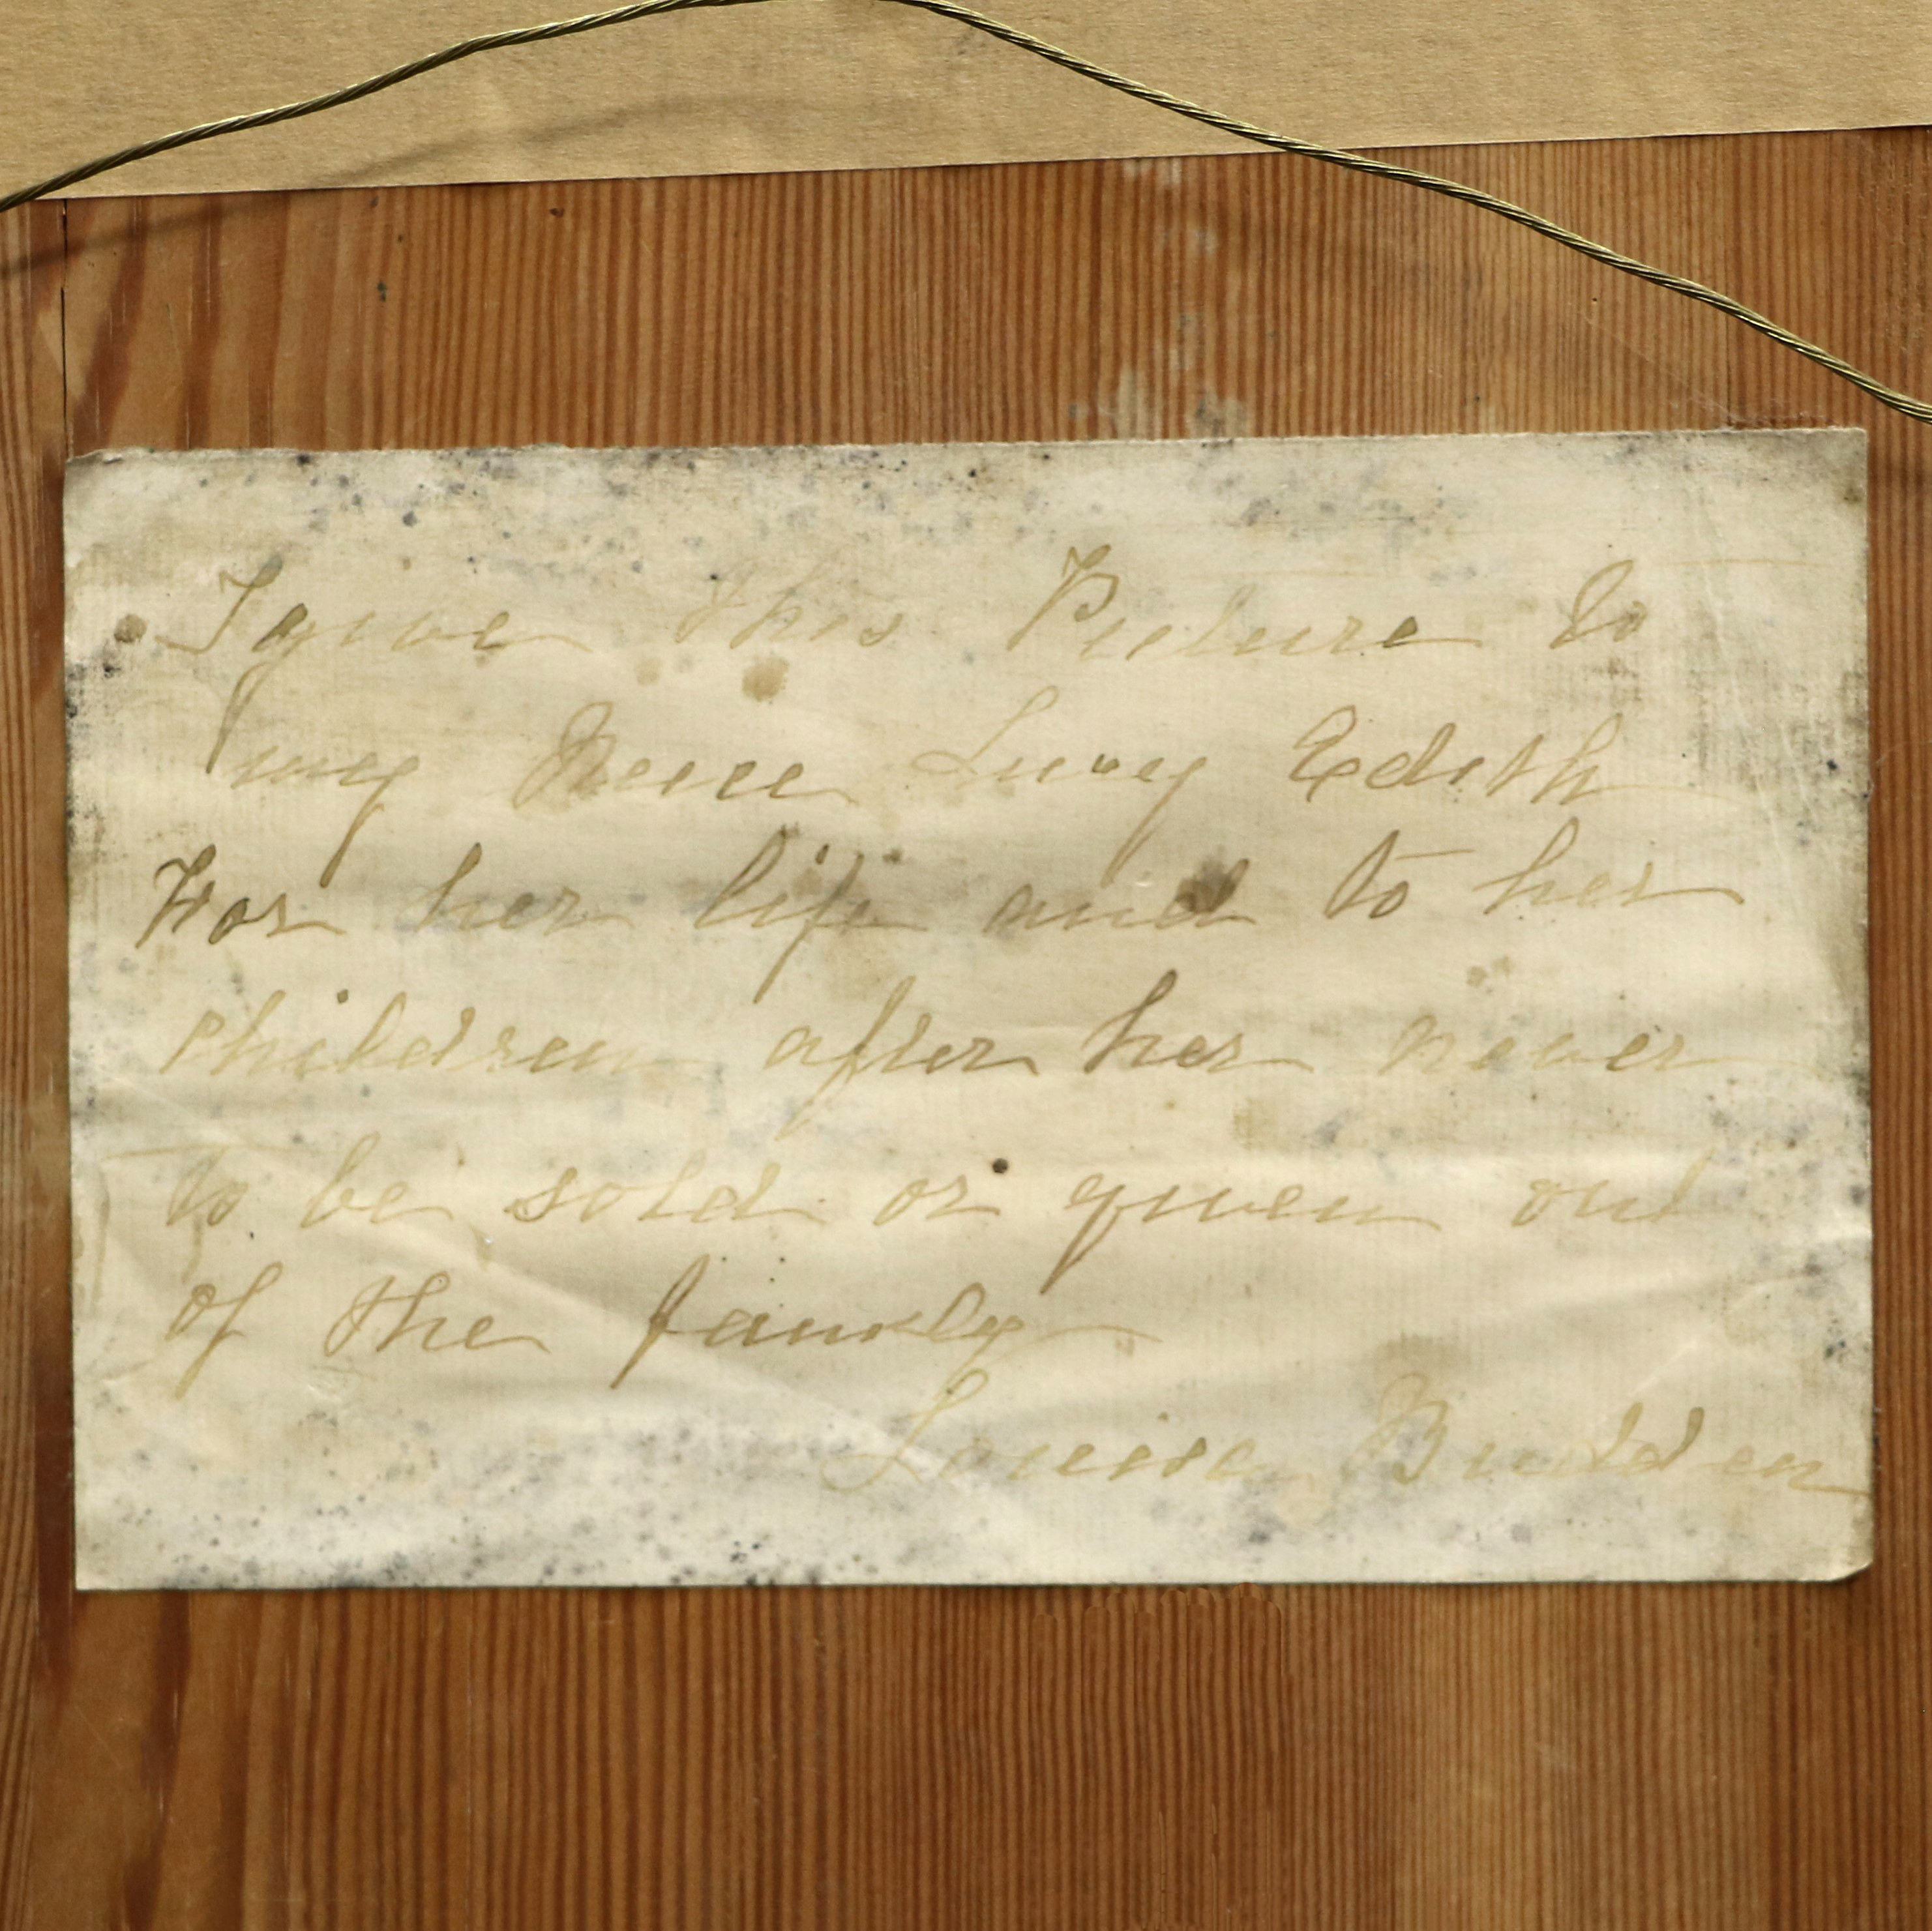 I give this Picture to
my Niece Lucy Edith
For her life and to her
children after her never
to be sold or given out
of the family
Louisa Budden